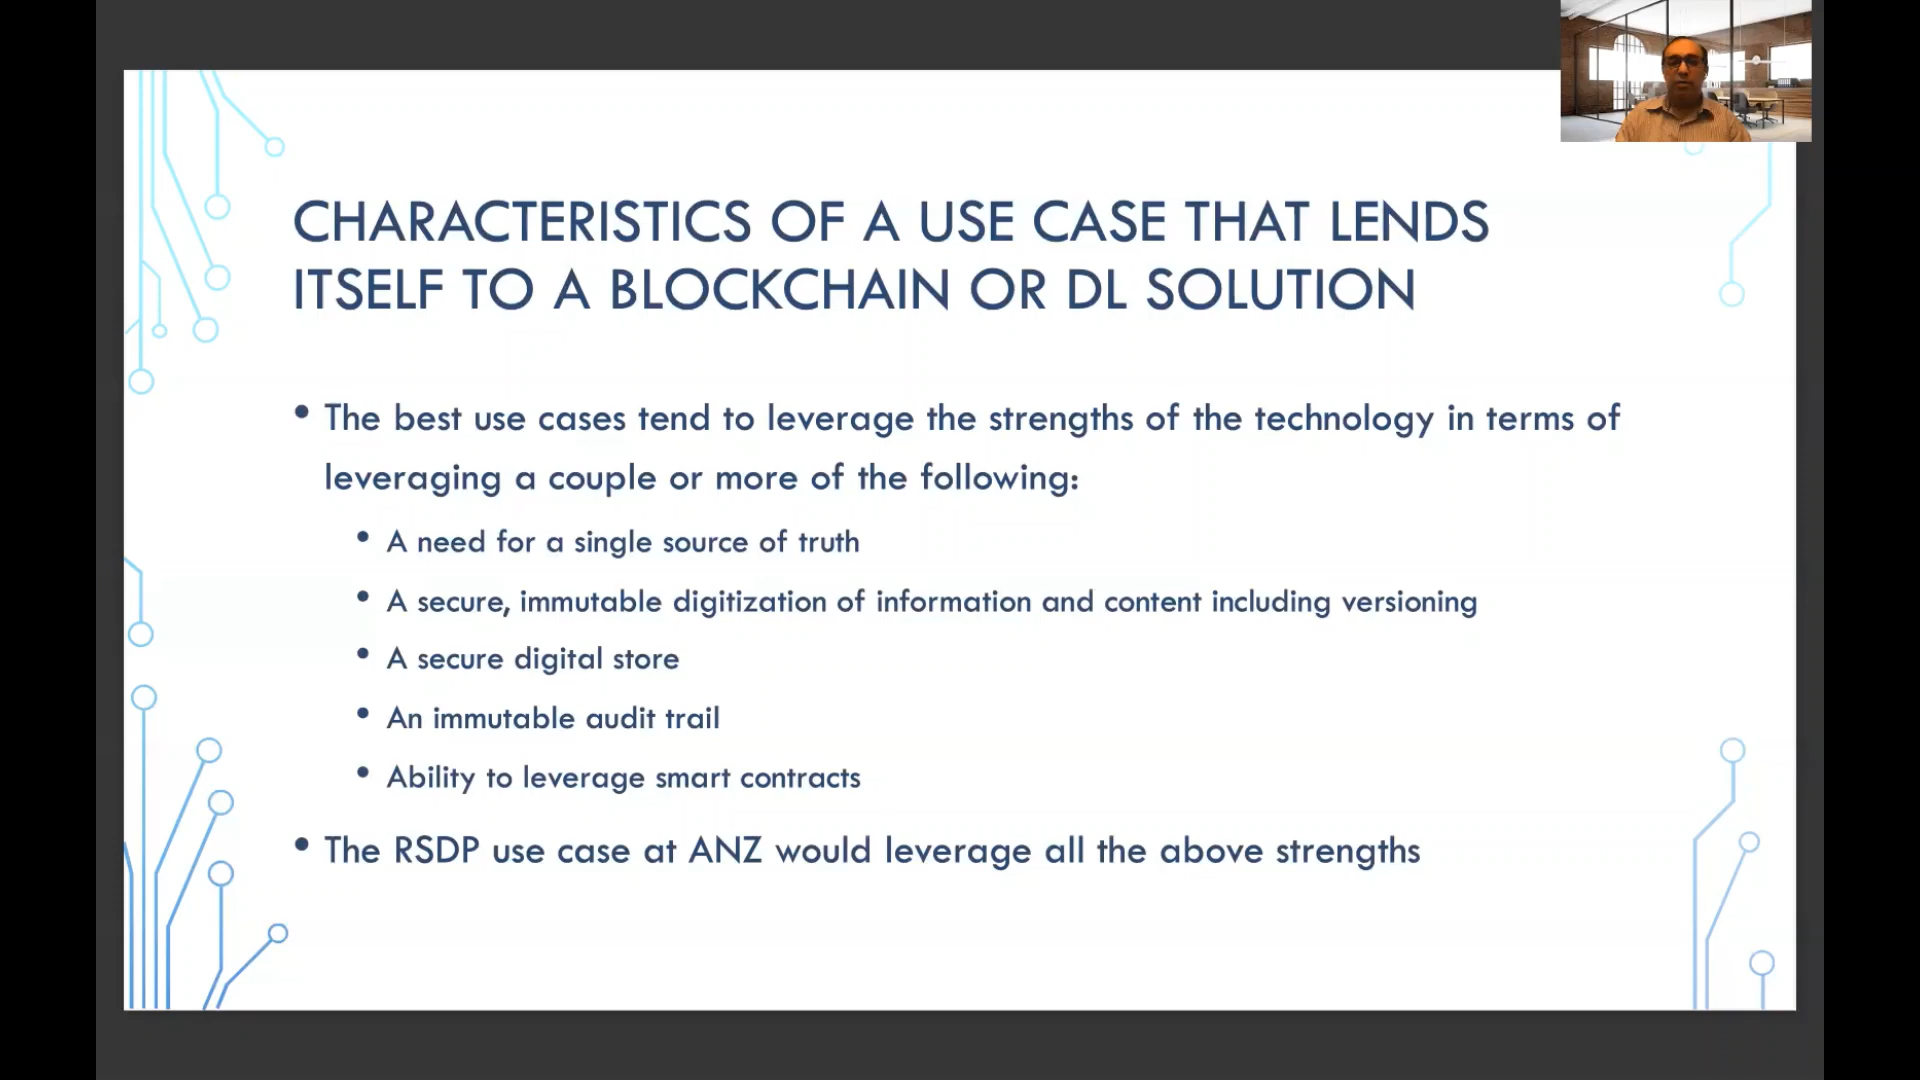 CHARACTERISTICS OF A USE CASE THAT LENDS
ITSELF TO A BLOCKCHAIN OR DL SOLUTION
• The best use cases tend to leverage the strengths of the technology in terms of
leveraging a couple or more of the following:
• A need for a single source of truth
• A secure, immutable digitization of information and content including versioning
• A secure digital store
• An immutable audit trail
• Ability to leverage smart contracts
• The RSDP use case at ANZ would leverage all the above strengths